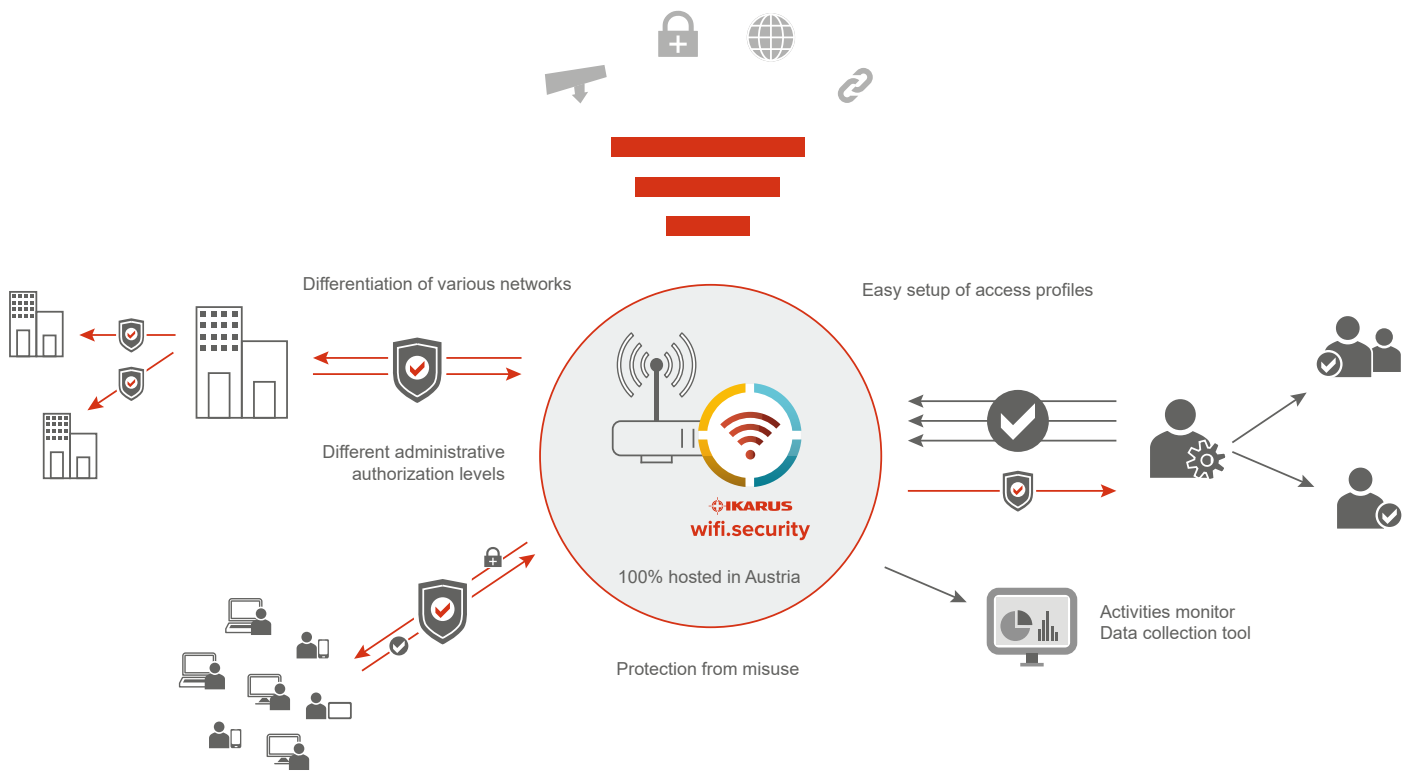 Differentiation of various networks
Easy setup of access profiles
Different administrative
authorization levels
IKARUS
wifi.security
100% hosted in Austria
Activities monitor
Data collection tool
Protection from misuse